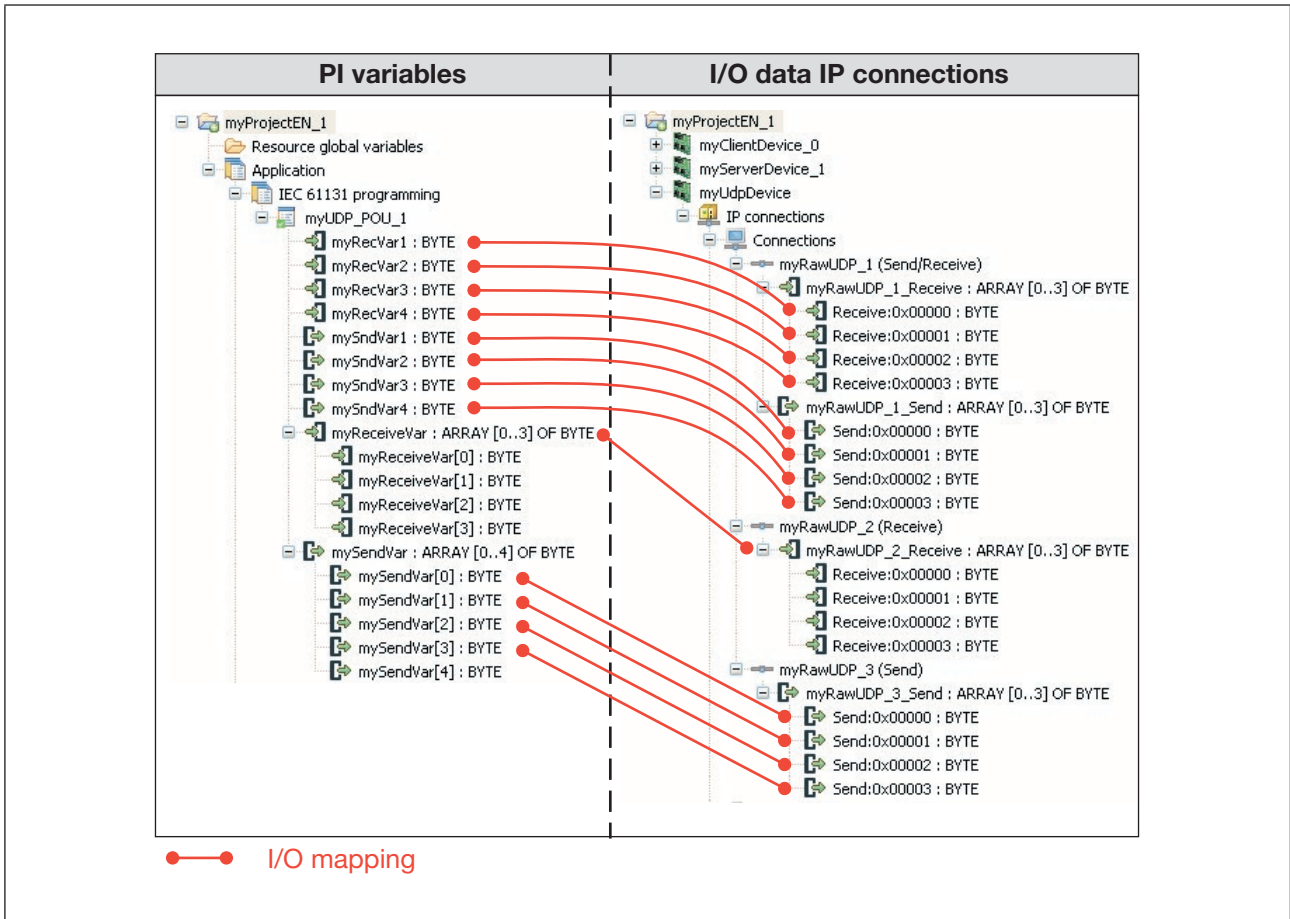 PI variables
myProjectEN_1
Resource global variables
Application
IEC 61131 programming
myUDP_POU_1
myRecVar1 : BYTE
myRecVar2 : BYTE
myRecVar3 : BYTE
myRecVar4 : BYTE
mySndVar1 : BYTE
mySndVar2 : BYTE
mySndVar3 : BYTE
mySndVar4 : BYTE
myReceiveVar : ARRAY [0..3] OF BYTE
myReceiveVar[0] : BYTE
myReceiveVar[1] : BYTE
myReceiveVar[2] : BYTE
myReceiveVar[3] : BYTE
mySendVar : ARRAY [0..4] OF BYTE
mySendVar[0] : BYTE
mySendVar[1] : BYTE
mySendVar[2] : BYTE
mySendVar[3] : BYTE
mySendVar[4] : BYTE
I/O data IP connections
myProjectEN_1
myClientDevice_0
myServerDevice_1
myUdpDevice
IP connections
Connections
myRawUDP_1 (Send/Receive)
myRawUDP_1_Receive : ARRAY [0..3] OF BYTE
Receive:0x00000 : BYTE
Receive:0x00001 : BYTE
Receive:0x00002 : BYTE
Receive:0x00003 : BYTE
myRawUDP_1_Send : ARRAY [0..3] OF BYTE
Send:0x00000 : BYTE
Send:0x00001 : BYTE
Send:0x00002 : BYTE
Send:0x00003 : BYTE
myRawUDP_2 (Receive)
myRawUDP_2_Receive : ARRAY [0..3] OF BYTE
Receive:0x00000 : BYTE
Receive:0x00001 : BYTE
Receive:0x00002 : BYTE
Receive:0x00003 : BYTE
myRawUDP_3 (Send)
myRawUDP_3_Send : ARRAY [0..3] OF BYTE
Send:0x00000 : BYTE
Send:0x00001 : BYTE
Send:0x00002 : BYTE
Send:0x00003 : BYTE
I/O mapping